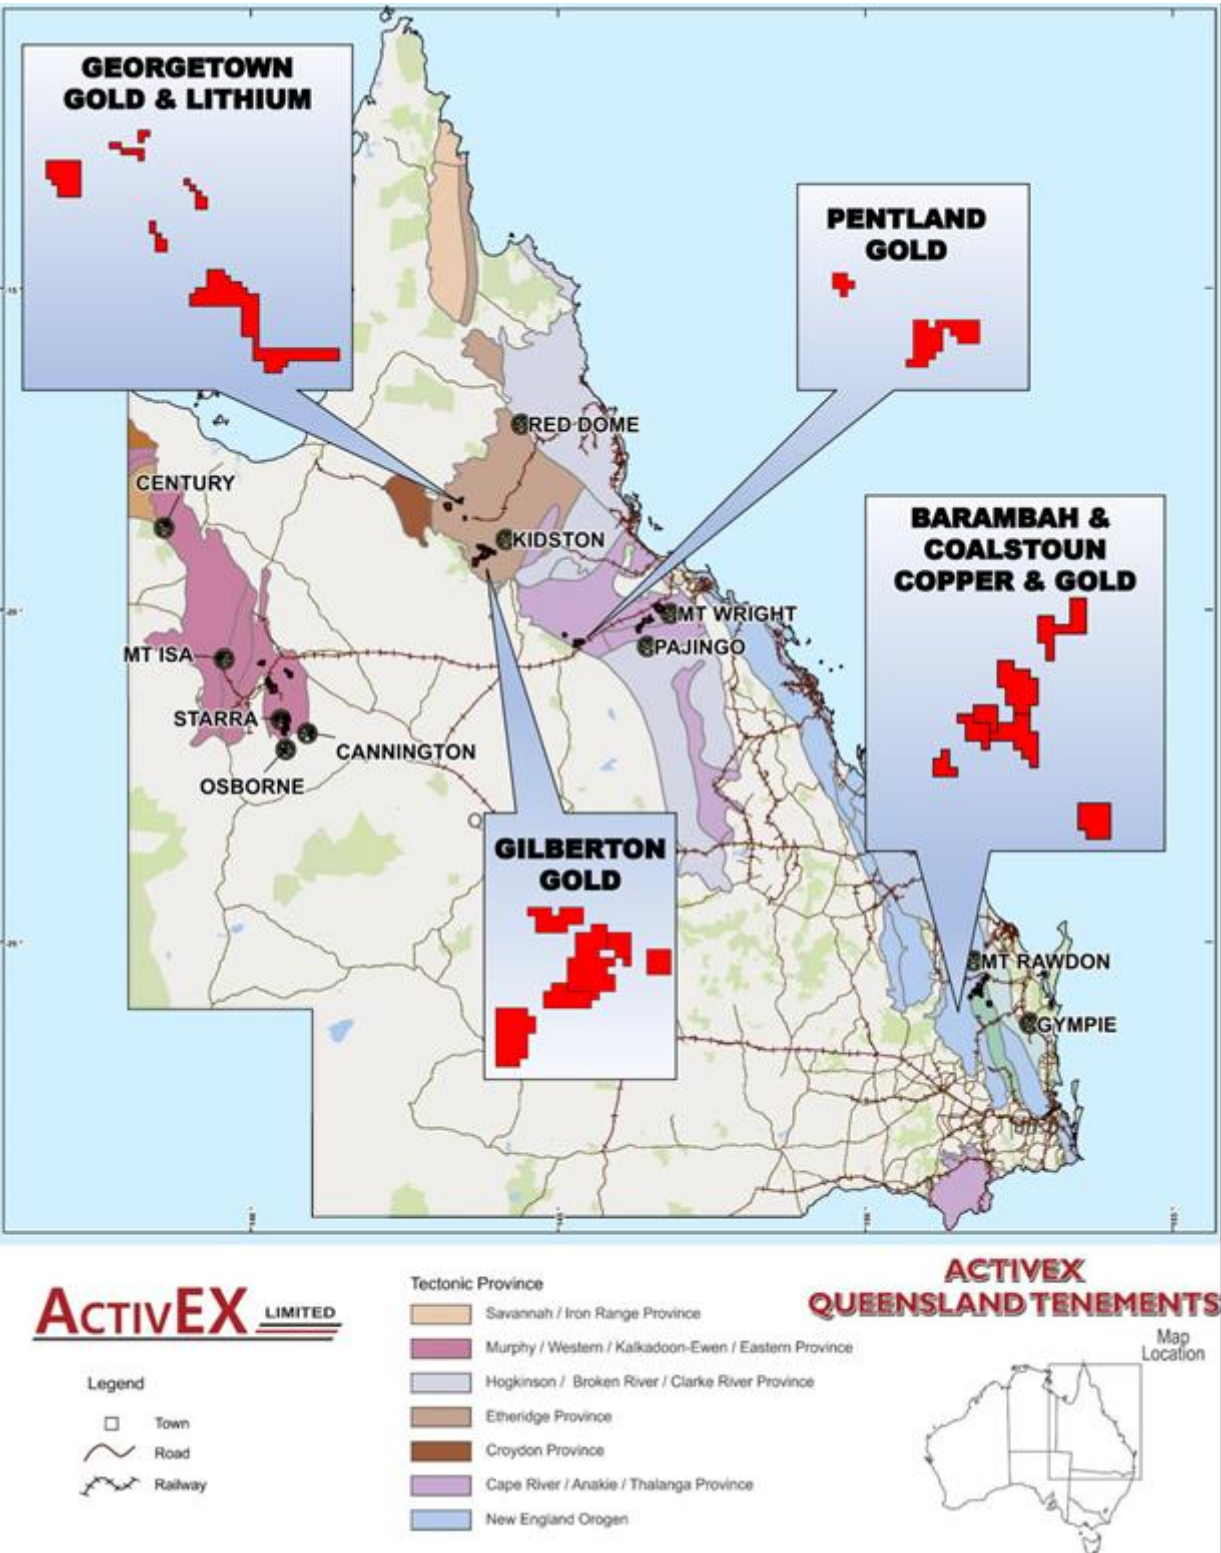 GEORGETOWN
GOLD & LITHIUM
PENTLAND
GOLD
RED DOME
CENTURY
BARAMBAH &
COALSTOUN
COPPER & GOLD
KIDSTON
MT WRIGHT
PAJINGO
MT ISA
STARRA
CANNINGTON
OSBORNE
GILBERTON
GOLD
MT RAWDON
GYMPIE
ACTIVEX LIMITED
Legend
Town
Road
Railway
Tectonic Province
Savannah / Iron Range Province
Murphy / Western / Kalkadoon-Ewen / Eastern Province
Hogkinson / Broken River / Clarke River Province
Etheridge Province
Croydon Province
Cape River / Anakie / Thalanga Province
New England Orogen
ACTIVEX
QUEENSLAND TENEMENTS
Map
Location